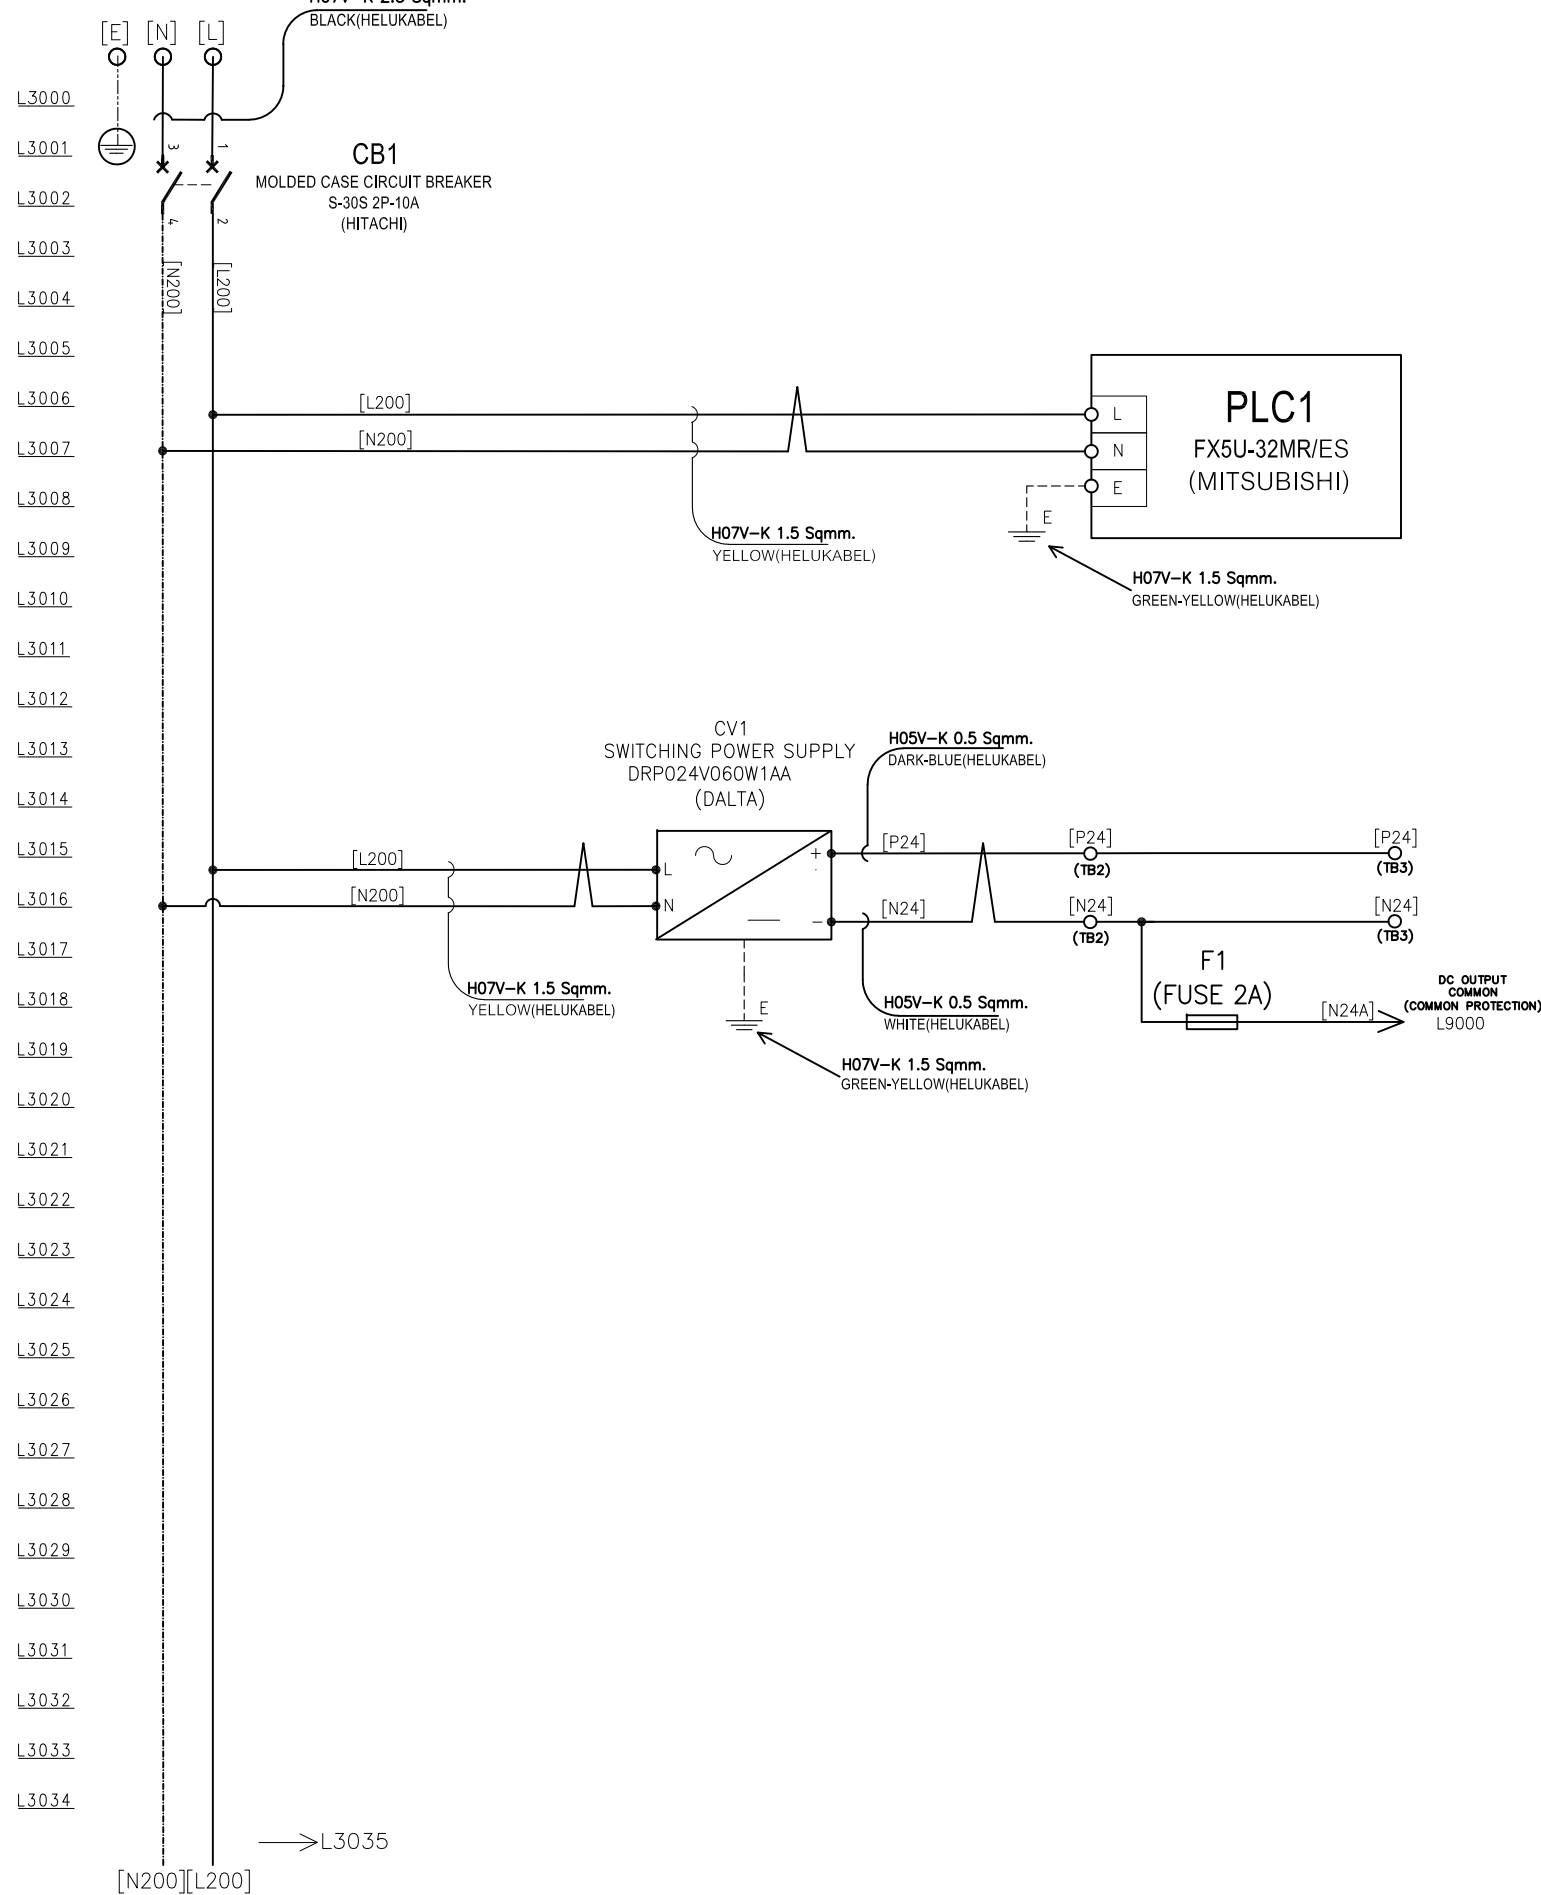 H07V-K 2.5 Sqmm.
BLACK(HELUKABEL)
[E] [N] [L]
L3000
L3001
3 1
CB1
MOLDED CASE CIRCUIT BREAKER
S-30S 2P-10A
(HITACHI)
L3002
4 2
L3003
[N200] [L200]
L3004
L3005
L3006
[L200]
L
PLC1
FX5U-32MR/ES
(MITSUBISHI)
[N200]
L3007
N
E
L3008
E
H07V-K 1.5 Sqmm.
YELLOW(HELUKABEL)
L3009
H07V-K 1.5 Sqmm.
GREEN-YELLOW(HELUKABEL)
L3010
L3011
L3012
CV1
SWITCHING POWER SUPPLY
DRP024V060W1AA
(DALTA)
L3013
H05V-K 0.5 Sqmm.
DARK-BLUE(HELUKABEL)
L3014
L3015
[L200]
L
+
[P24]
[P24]
(TB2)
[P24]
(TB3)
L3016
[N200]
N
-
[N24]
[N24]
(TB2)
[N24]
(TB3)
L3017
F1
(FUSE 2A)
L3018
H07V-K 1.5 Sqmm.
YELLOW(HELUKABEL)
E
H05V-K 0.5 Sqmm.
WHITE(HELUKABEL)
[N24A]
DC OUTPUT
COMMON
(COMMON PROTECTION)
L9000
L3019
H07V-K 1.5 Sqmm.
GREEN-YELLOW(HELUKABEL)
L3020
L3021
L3022
L3023
L3024
L3025
L3026
L3027
L3028
L3029
L3030
L3031
L3032
L3033
L3034
L3035
[N200][L200]